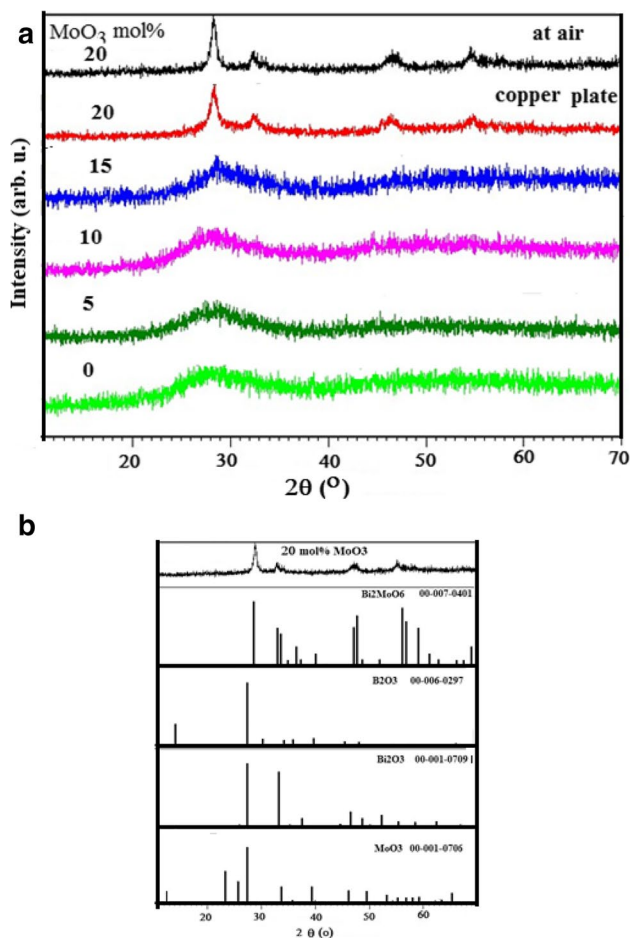 a
MoO3 mol%
20
at air
20
copper plate
15
10
5
0
Intensity (arb. u.)
20 30 40 50 60 70
2θ (O)
b
20 mol% MoO3
Bi2MoO6 00-007-0401
B2O3 00-006-0297
Bi2O3 00-001-0709
MoO3 00-001-0706
20 30 40 50 60
2 θ (o)